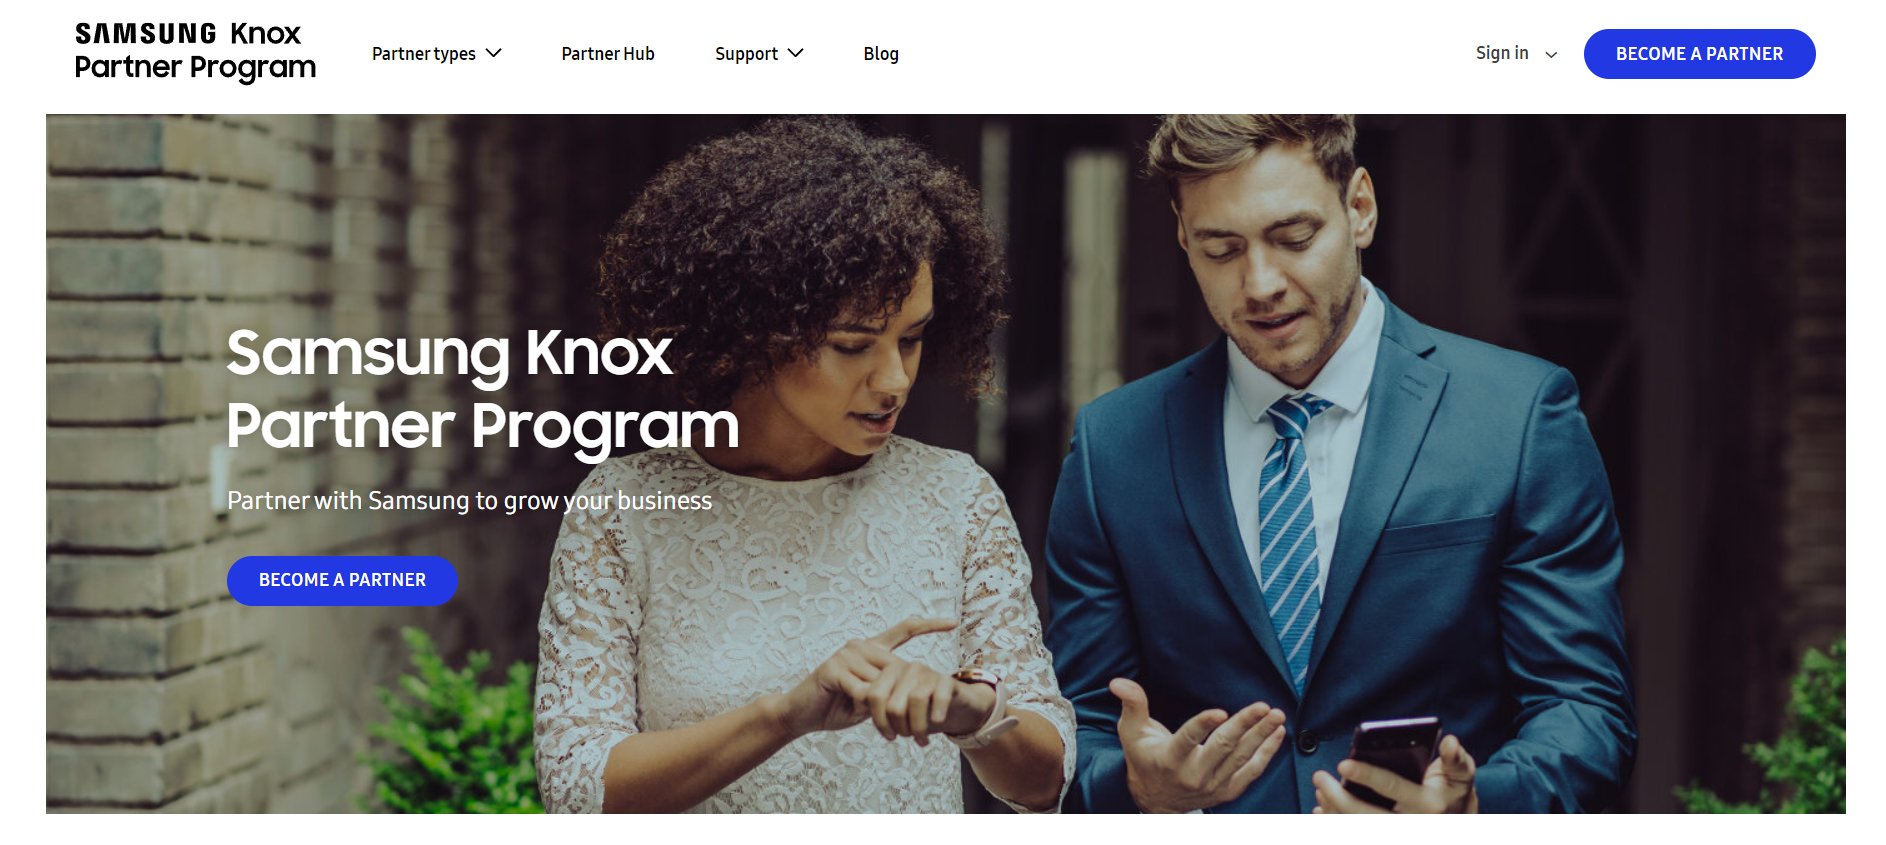 SAMSUNG Knox
Partner Program
Partner types
Partner Hub
Support
Blog
Sign in
BECOME A PARTNER
Samsung Knox
Partner Program
Partner with Samsung to grow your business
BECOME A PARTNER